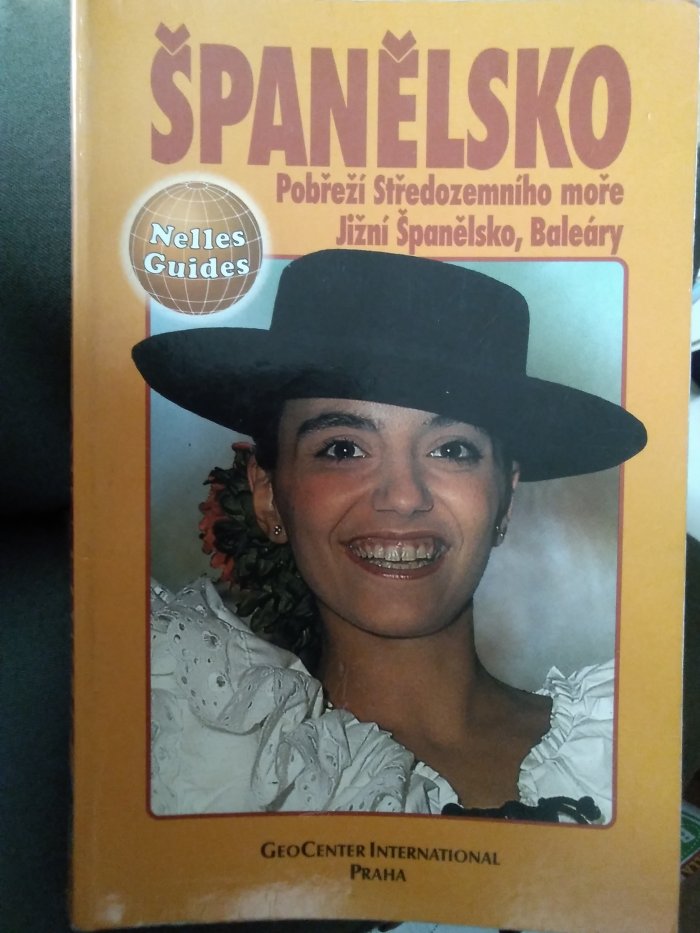 ŠPANĚLSKO
Pobřeží Středozemního moře
Jižní Španělsko, Baleáry
Nelles
Guides
GEOCENTER INTERNATIONAL
PRAHA